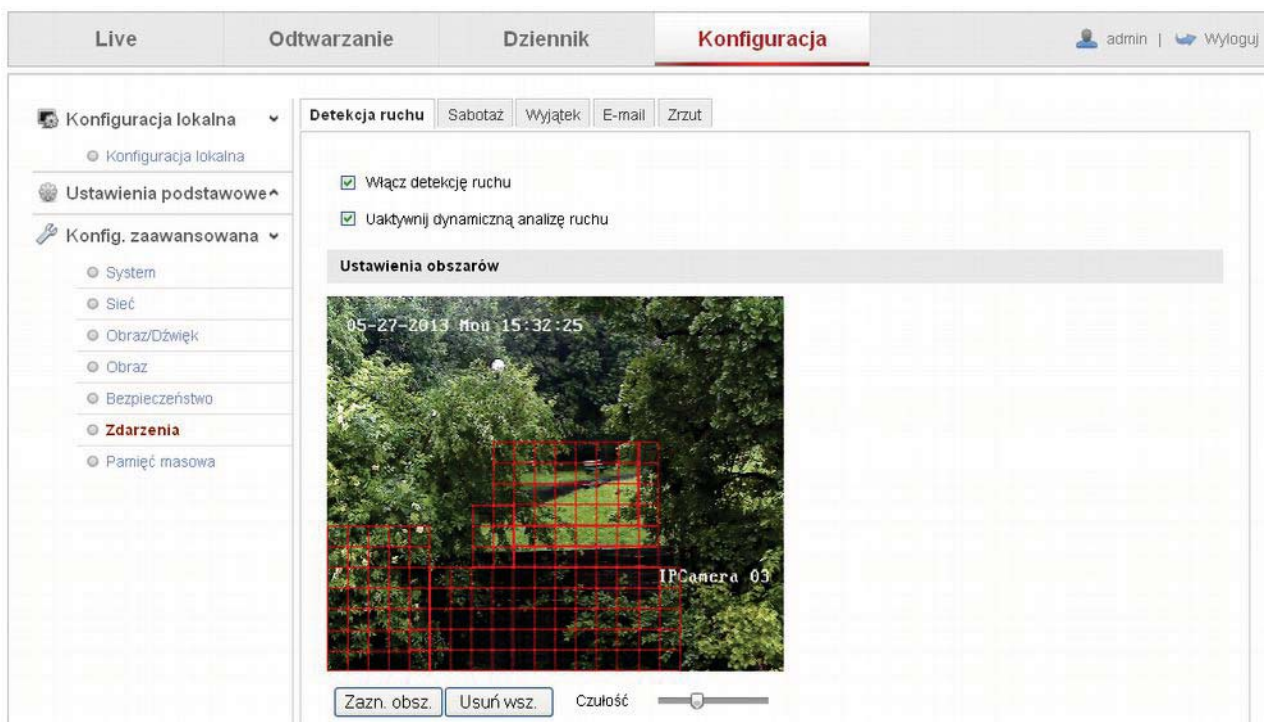 Live Odtwarzanie Dziennik Konfiguracja admin | Wyloguj
Konfiguracja lokalna
Konfiguracja lokalna
Ustawienia podstawowe
Konfig. zaawansowana
System
Sieć
Obraz/Dźwięk
Obraz
Bezpieczeństwo
Zdarzenia
Pamięć masowa
Detekcja ruchu Sabotaż Wyjątek E-mail Zrzut
Włącz detekcję ruchu
Uaktywnij dynamiczną analizę ruchu
Ustawienia obszarów
05-27-2013 Mon 15:32:25
IPCamera 03
Zazn. obsz. Usuń wsz. Czułość